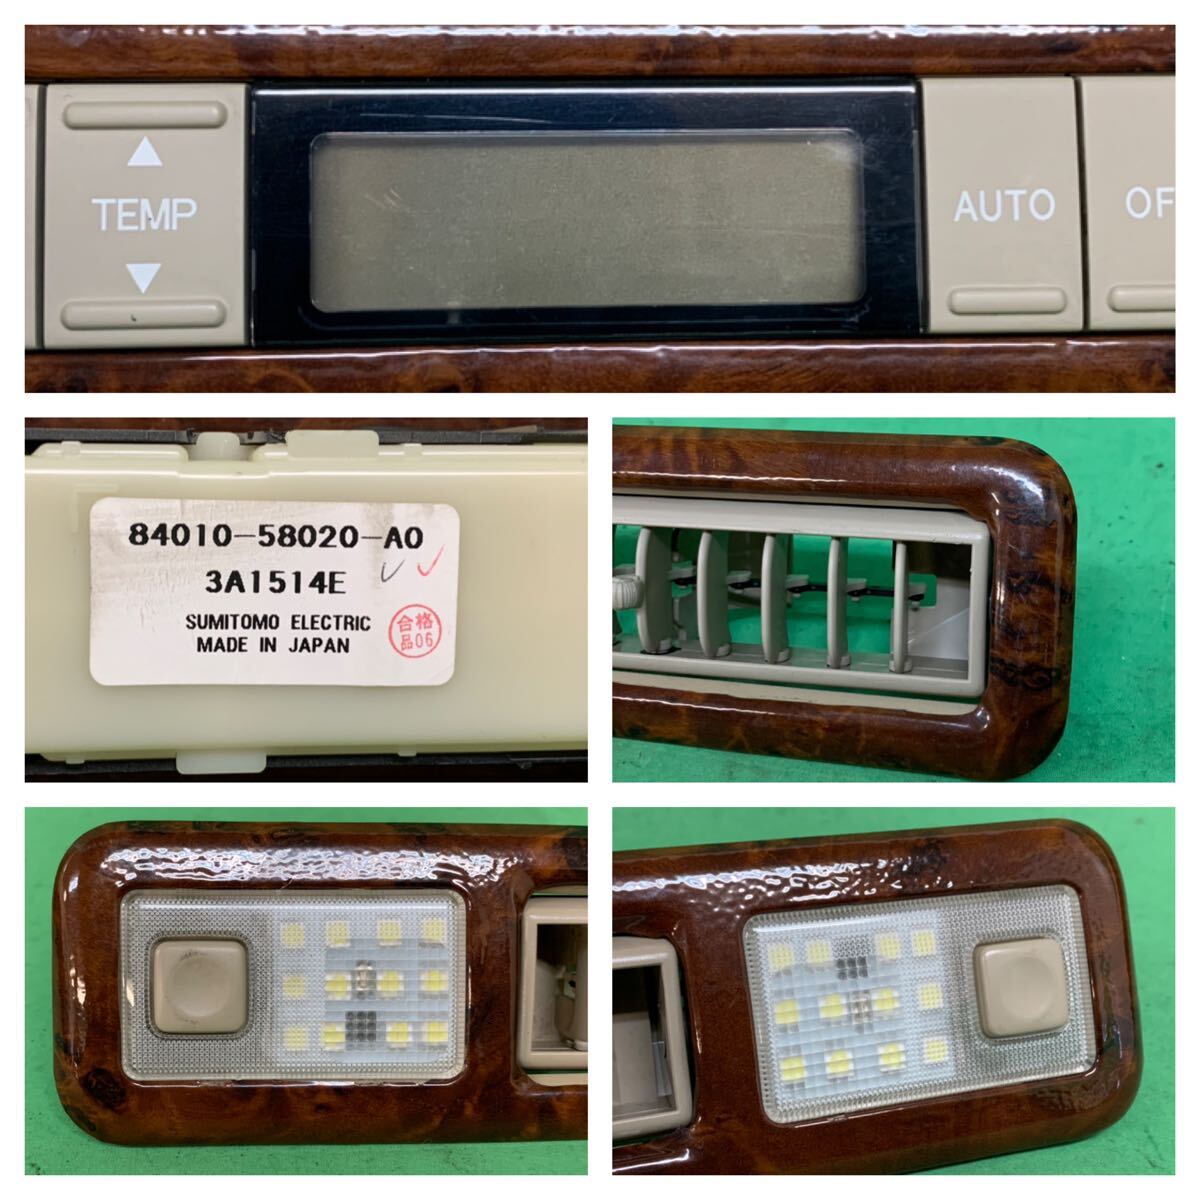 TEMP
AUTO
OF
84010-58020-A0
3A1514E
SUMITOMO ELECTRIC
MADE IN JAPAN
合格
品06